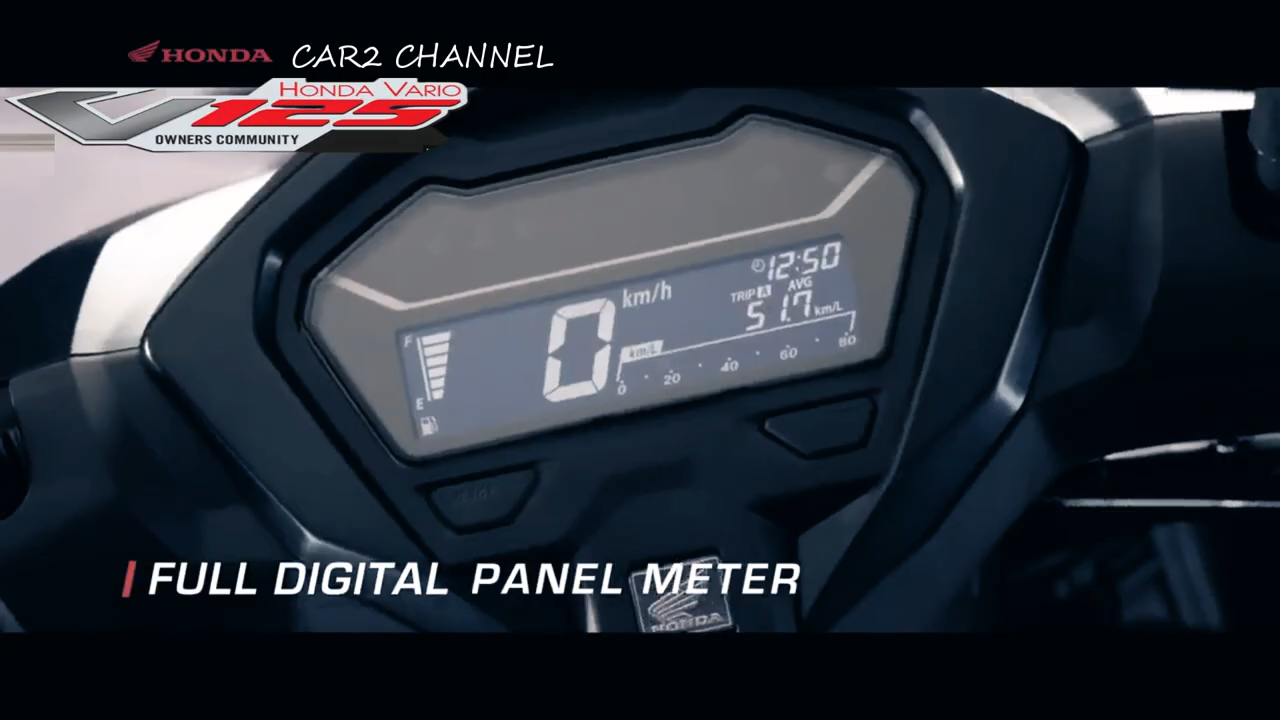 HONDA CAR2 CHANNEL
HONDA VARIO
125
OWNERS COMMUNITY
12:50
km/h
TRIP A AVG
51.7 km/L
F
0
km/L
E
0 20 40 60 80
FULL DIGITAL PANEL METER
HONDA